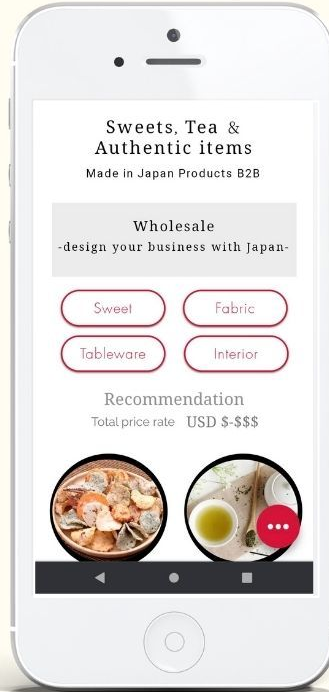 Sweets, Tea &
Authentic items
Made in Japan Products B2B
Wholesale
-design your business with Japan-
Sweet
Fabric
Tableware
Interior
Recommendation
Total price rate USD $-$$$